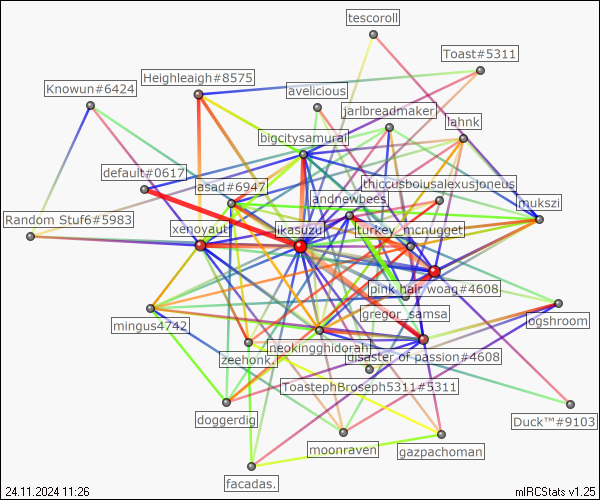 tescoroll
Toast#5311
Heighleaigh#8575
Knowun#6424
avelicious
jarlbreadmaker
lahnk
bigcitysamurai
default#0617
asad#6947
thiccusboiusalexusjoneus
andnewbees
mukszi
Random Stuf6#5983
xenoyaut
likasuzu
turkey_mcnugget
pink hair woag#4608
gregor_samsa
ogshroom
mingus4742
neokingghidorah
zeehonk.
disaster of passion#4608
ToastephBroseph5311#5311
doggerdig
Duck™#9103
moonraven
gazpachoman
facadas.
24.11.2024 11:26
mIRCStats v1.25